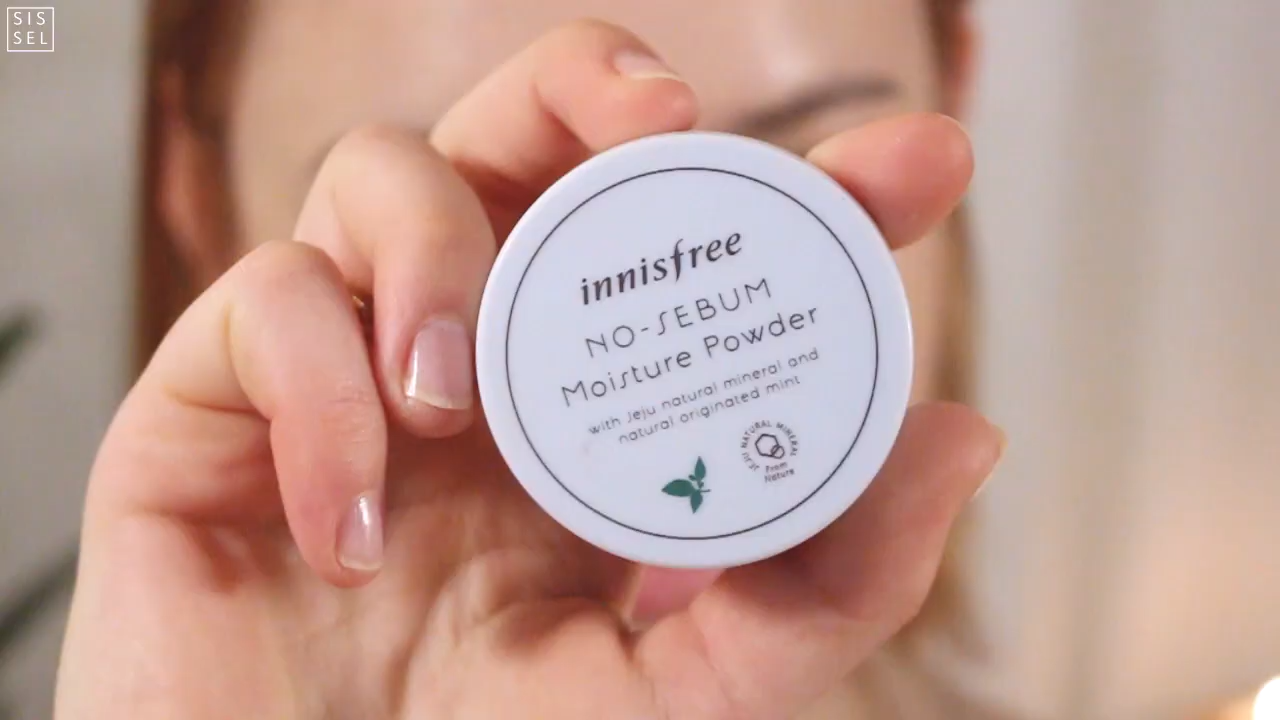 SIS
SEL
innisfree
NO-SEBUM
Moisture Powder
with Jeju natural mineral and
natural originated mint
JEJU NATURAL MINERAL
From
Nature